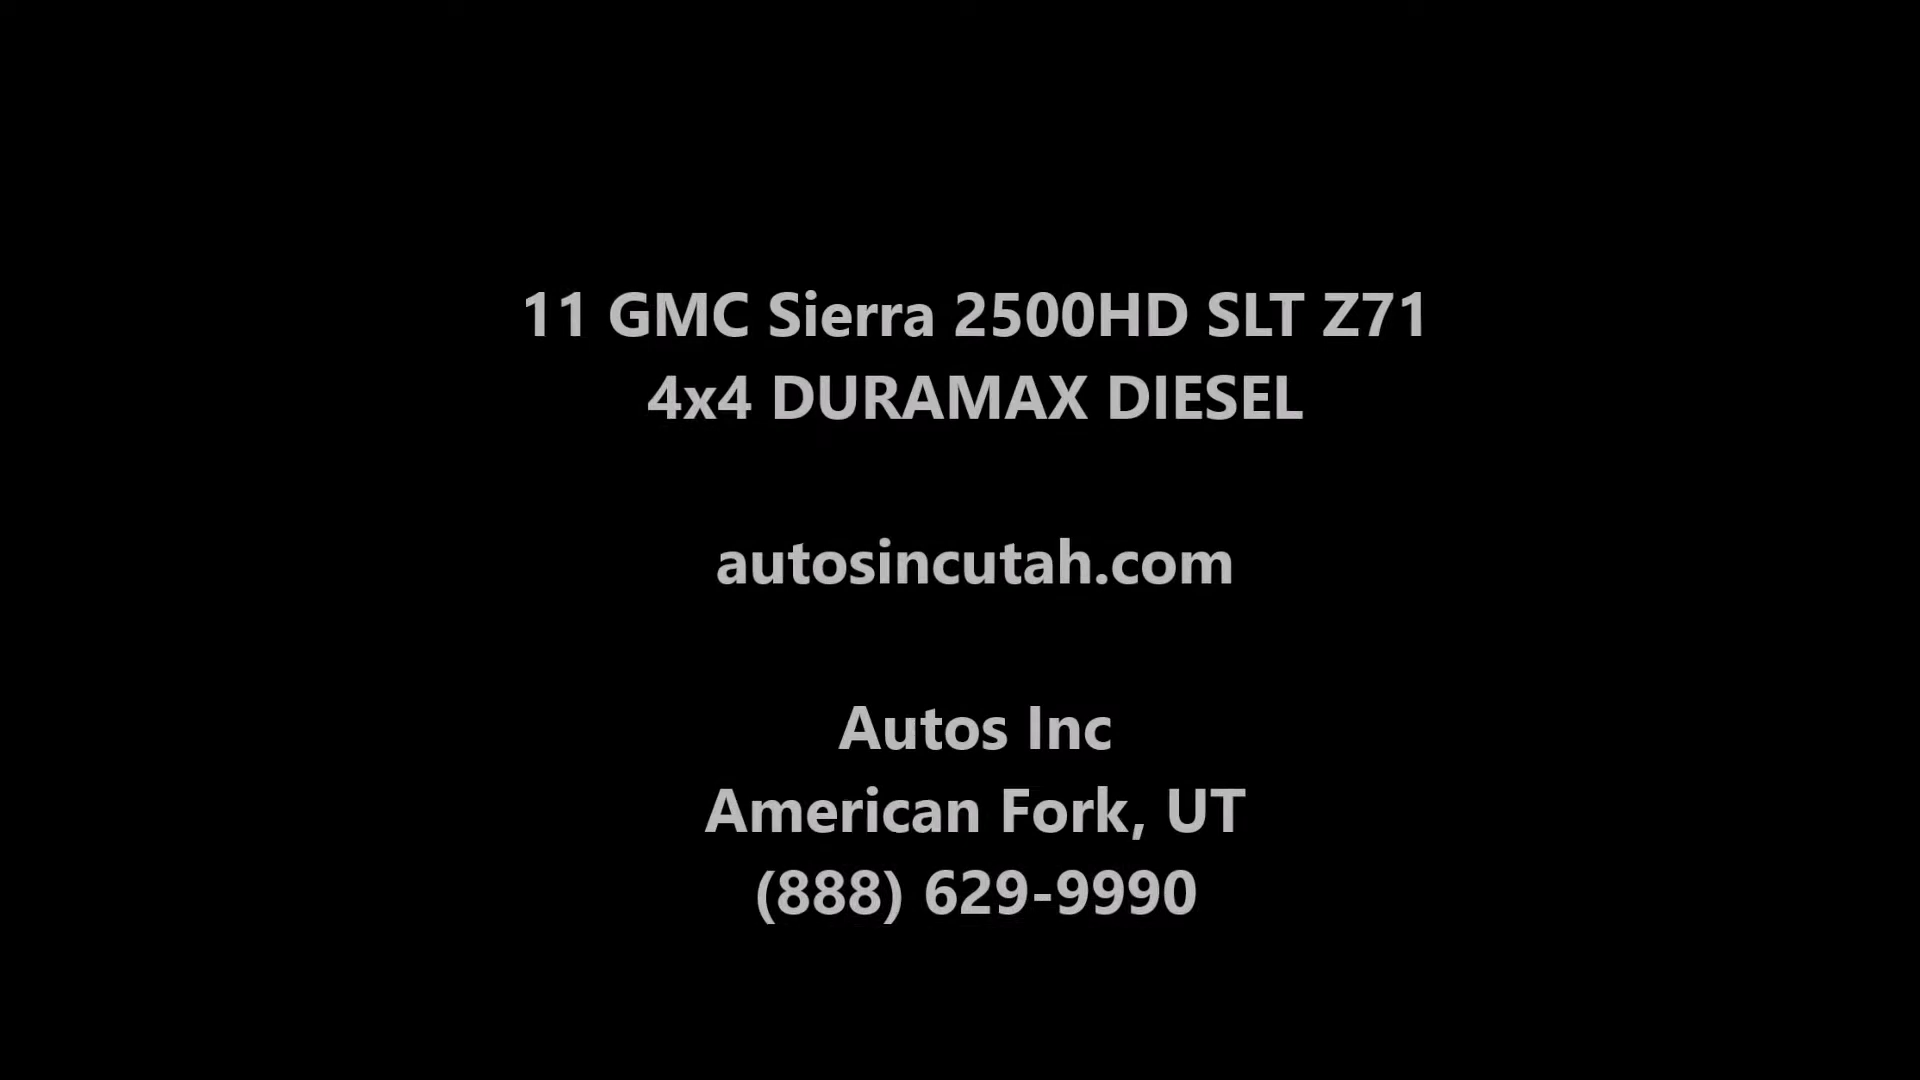 11 GMC Sierra 2500HD SLT Z71
4x4 DURAMAX DIESEL
autosincutah.com
Autos Inc
American Fork, UT
(888) 629-9990